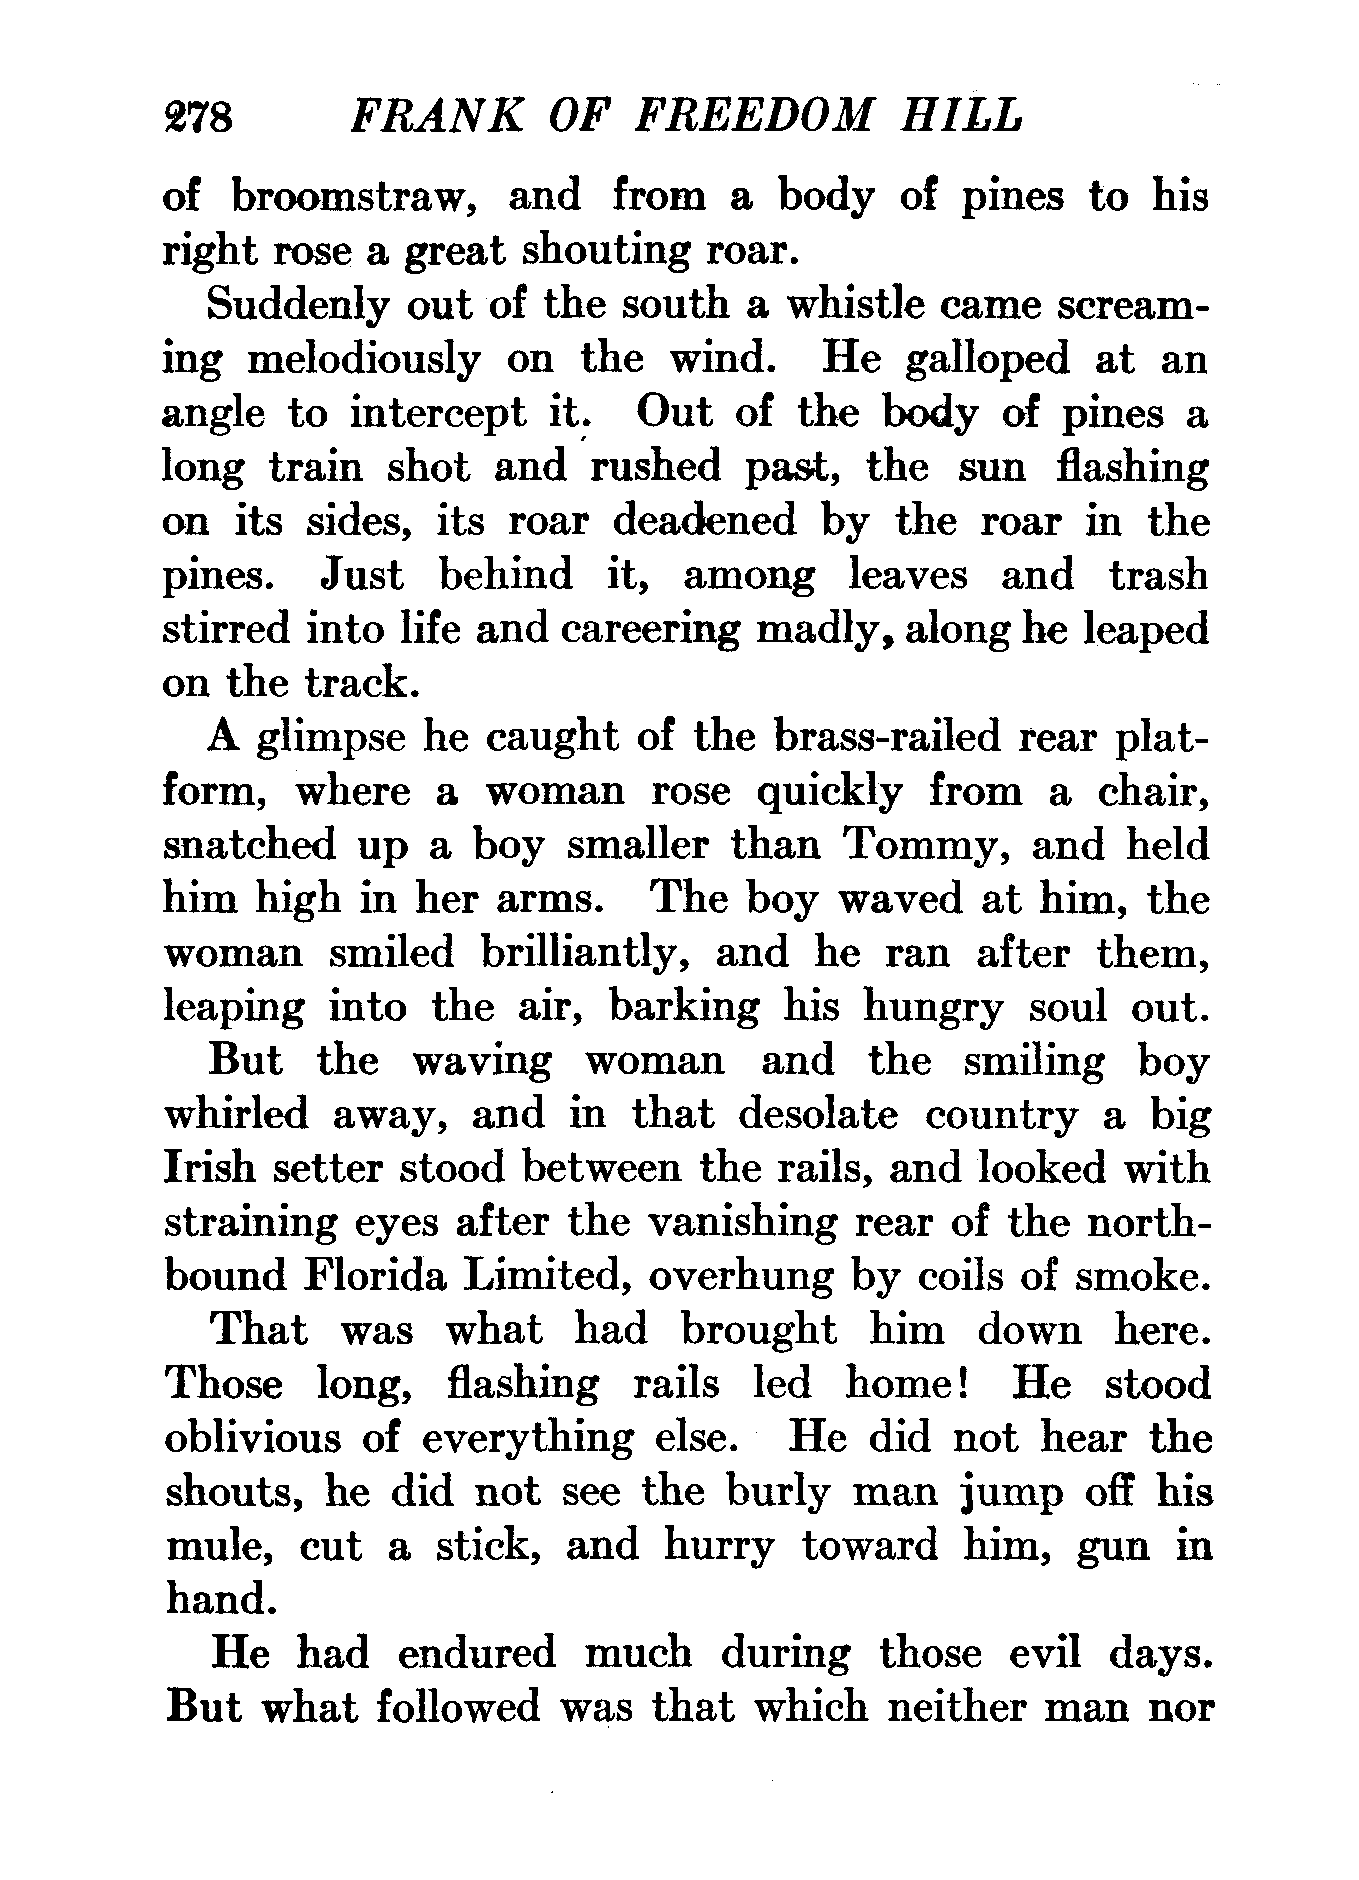 278 FRANK OF FREEDOM HILL
of broomstraw, and from a body of pines to his
right rose a great shouting roar.
Suddenly out of the south a whistle came scream-
ing melodiously on the wind. He galloped at an
angle to intercept it. Out of the body of pines a
long train shot and rushed past, the sun flashing
on its sides, its roar deadened by the roar in the
pines. Just behind it, among leaves and trash
stirred into life and careering madly, along he leaped
on the track.
A glimpse he caught of the brass-railed rear plat-
form, where a woman rose quickly from a chair,
snatched up a boy smaller than Tommy, and held
him high in her arms. The boy waved at him, the
woman smiled brilliantly, and he ran after them,
leaping into the air, barking his hungry soul out.
But the waving woman and the smiling boy
whirled away, and in that desolate country a big
Irish setter stood between the rails, and looked with
straining eyes after the vanishing rear of the north-
bound Florida Limited, overhung by coils of smoke.
That was what had brought him down here.
Those long, flashing rails led home! He stood
oblivious of everything else. He did not hear the
shouts, he did not see the burly man jump off his
mule, cut a stick, and hurry toward him, gun in
hand.
He had endured much during those evil days.
But what followed was that which neither man nor